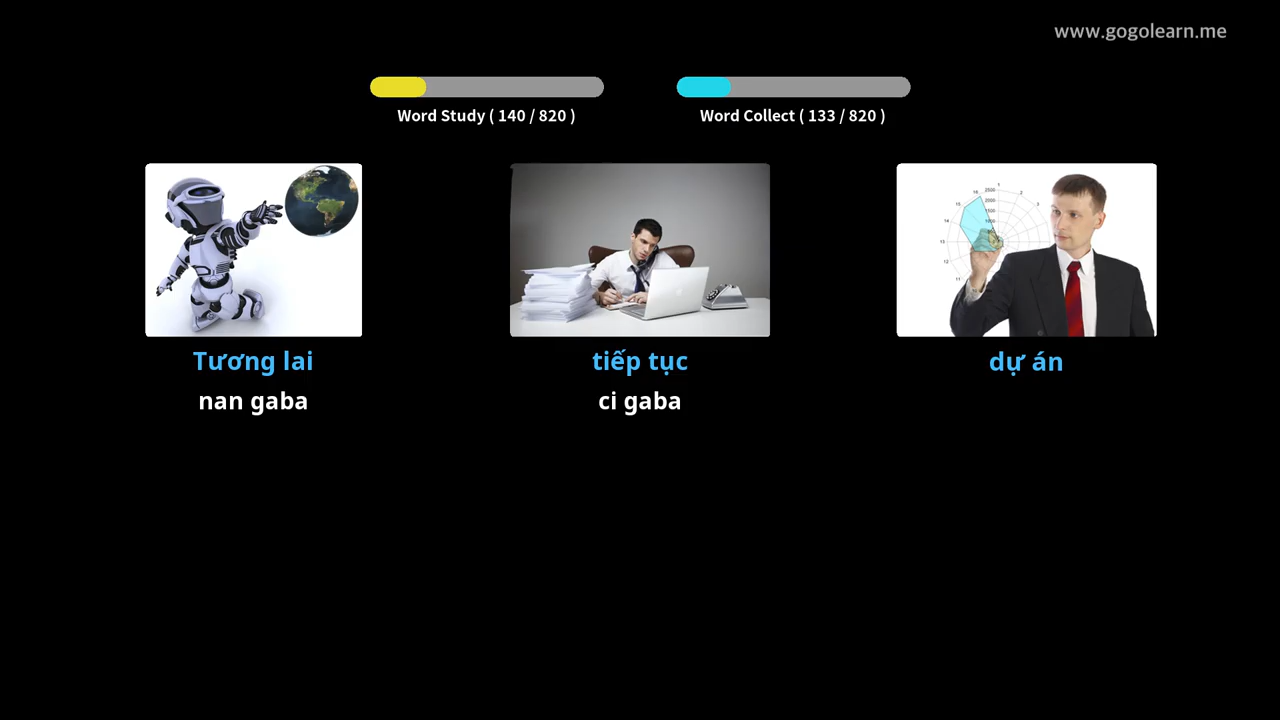 www.gogolearn.me
Word Study ( 140 / 820 )
Word Collect ( 133 / 820 )
Tương lai
nan gaba
tiếp tục
ci gaba
dự án